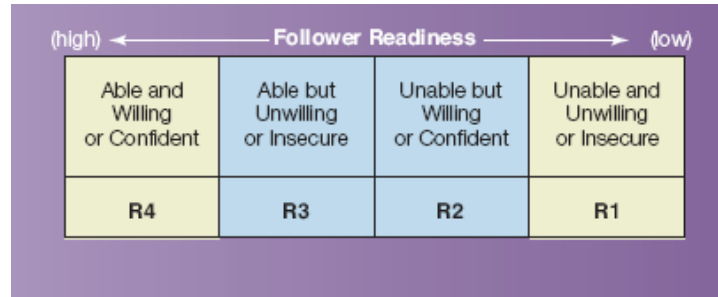 (high) Follower Readiness (low)
Able and
Willing
or Confident
Able but
Unwilling
or Insecure
Unable but
Willing
or Confident
Unable and
Unwilling
or Insecure
R4 R3 R2 R1